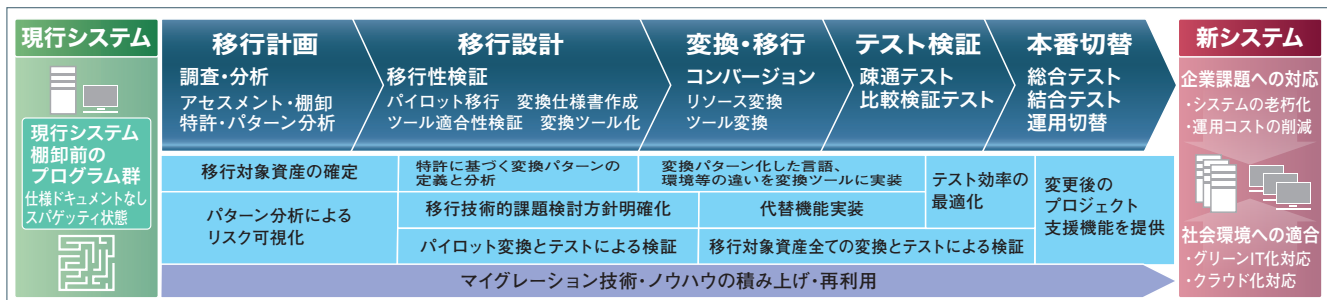 現行システム
現行システム
棚卸前の
プログラム群
仕様ドキュメントなし
スパゲッティ状態
移行計画
調査・分析
アセスメント・棚卸
特許・パターン分析
移行設計
移行性検証
パイロット移行　変換仕様書作成
ツール適合性検証　変換ツール化
変換・移行
コンバージョン
リソース変換
ツール変換
テスト検証
疎通テスト
比較検証テスト
本番切替
総合テスト
結合テスト
運用切替
移行対象資産の確定
特許に基づく変換パターンの
定義と分析
変換パターン化した言語、
環境等の違いを変換ツールに実装
テスト効率の
最適化
変更後の
プロジェクト
支援機能を提供
パターン分析による
リスク可視化
移行技術的課題検討方針明確化
代替機能実装
パイロット変換とテストによる検証
移行対象資産全ての変換とテストによる検証
マイグレーション技術・ノウハウの積み上げ・再利用
新システム
企業課題への対応
・システムの老朽化
・運用コストの削減
社会環境への適合
・グリーンIT化対応
・クラウド化対応